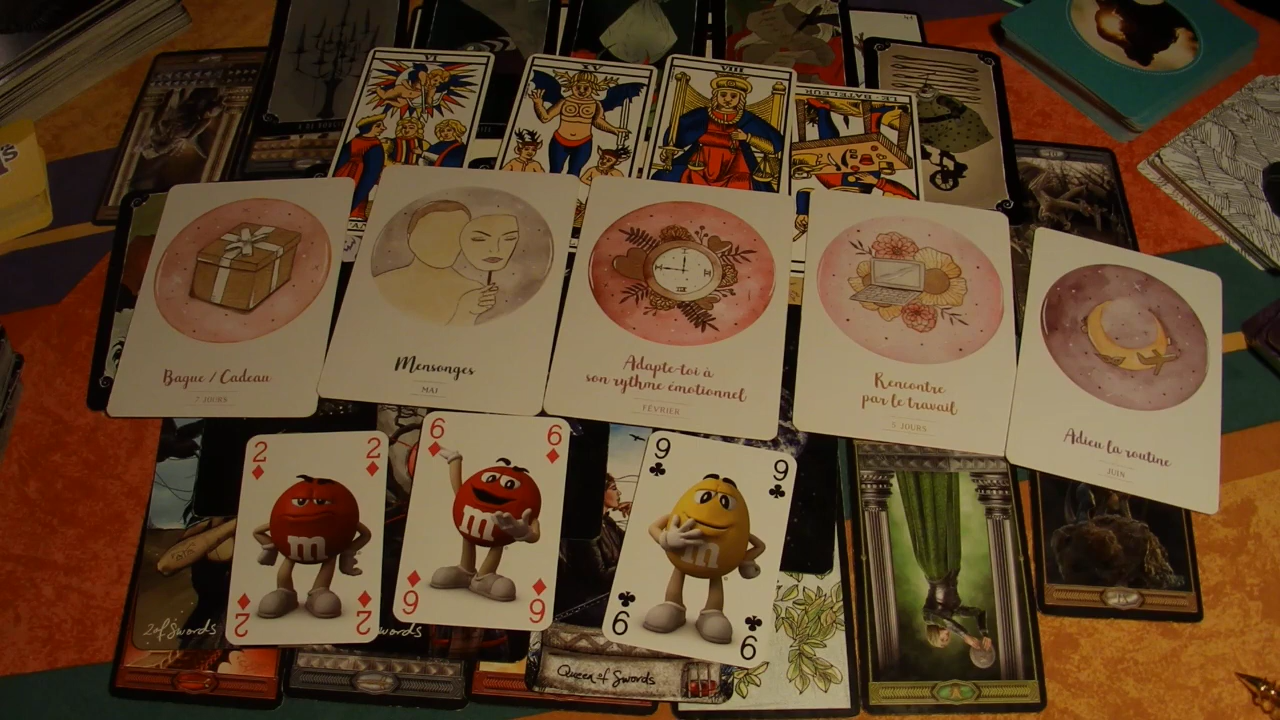 VI
XV
VIII
LE BATELEUR
Bague / Cadeau
7 JOURS
Mensonges
MAI
Adapte-toi à
son rythme émotionnel
FÉVRIER
Rencontre
par le travail
5 JOURS
Adieu la routine
JUIN
2
2
m
2
2
6
6
m
6
6
9
9
m
9
9
2 of Swords
words
Queen of Swords